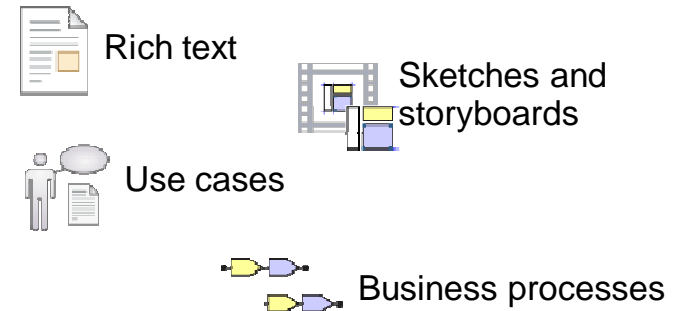 Rich text
Sketches and
storyboards
Use cases
Business processes